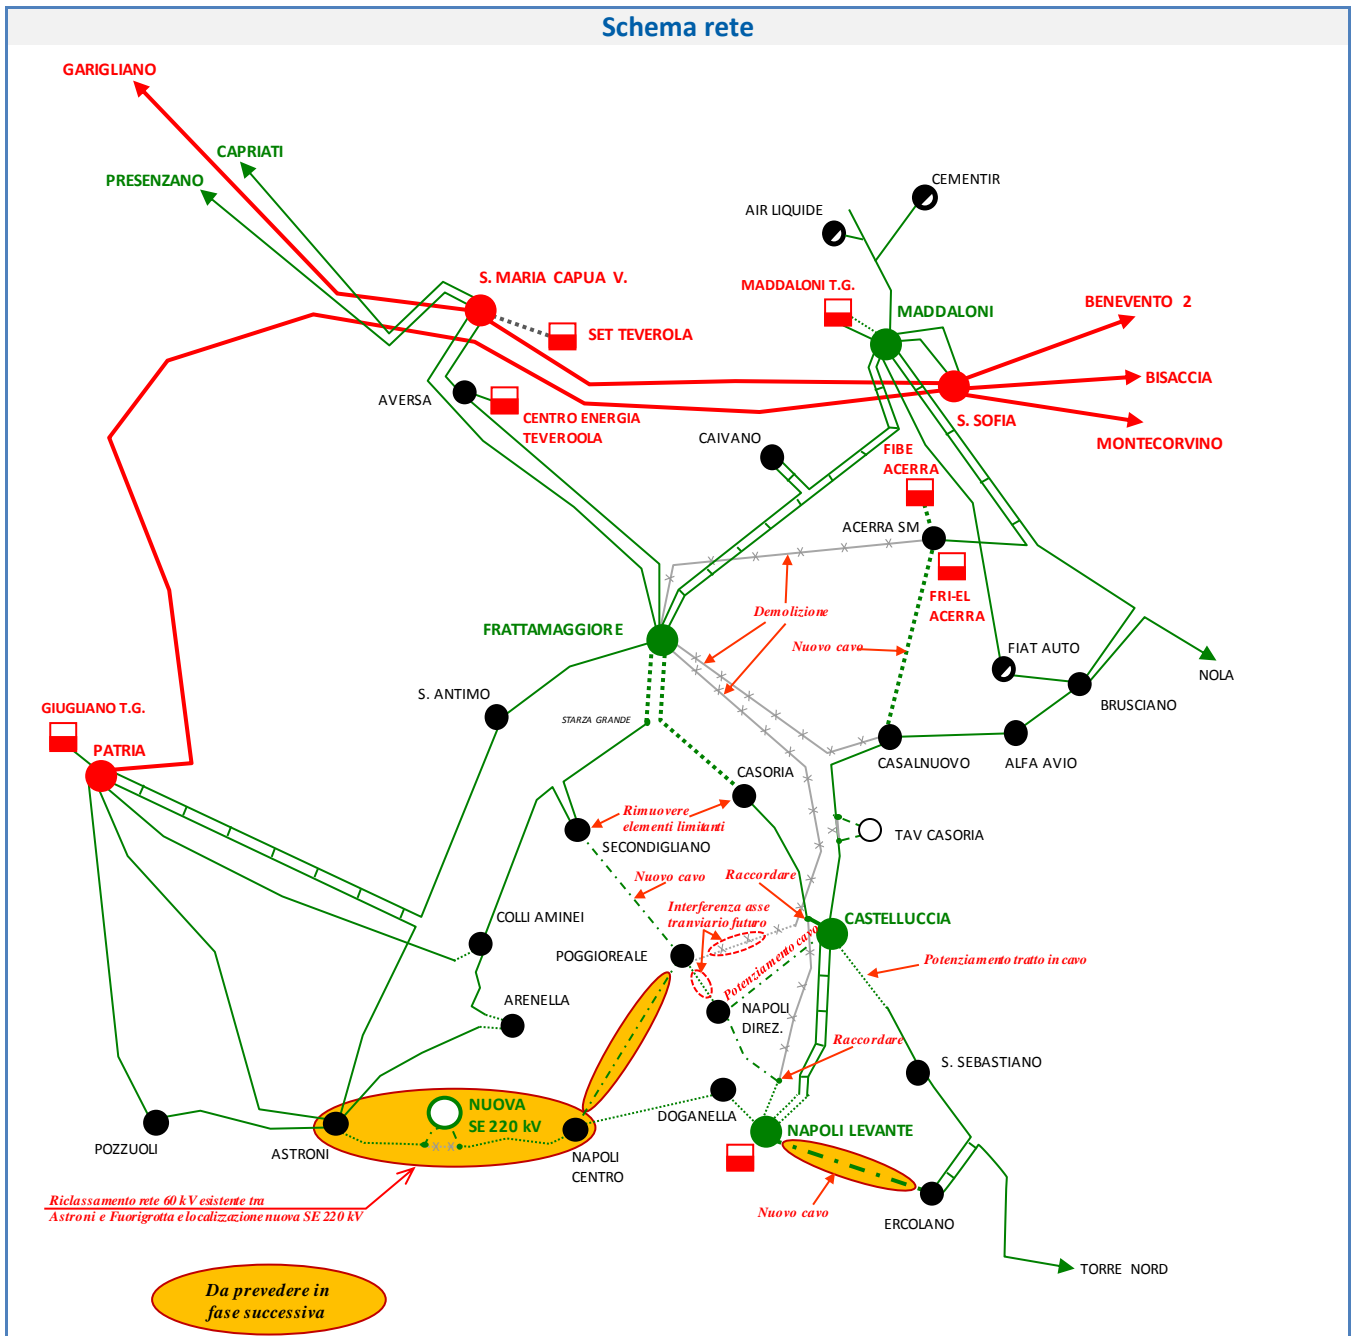 Schema rete
GARIGLIANO
CAPRIATI
PRESENZANO
CEMENTIR
AIR LIQUIDE
S. MARIA CAPUA V.
MADDALONI T.G.
MADDALONI
BENEVENTO 2
SET TEVEROLA
BISACCIA
AVERSA
CENTRO ENERGIA
TEVEROOLA
S. SOFIA
MONTECORVINO
CAIVANO
FIBE
ACERRA
ACERRA SM
FRI-EL
ACERRA
Demolizione
FRATTAMAGGIORE
Nuovo cavo
FIAT AUTO
NOLA
S. ANTIMO
BRUSCIANO
GIUGLIANO T.G.
STARZA GRANDE
PATRIA
CASALNUOVO
ALFA AVIO
CASORIA
Rimuovere
elementi limitanti
TAV CASORIA
SECONDIGLIANO
Nuovo cavo
Raccordare
Interferenza asse
tranviario futuro
COLLI AMINEI
CASTELLUCCIA
POGGIOREALE
Potenziamento cavo
Potenziamento tratto in cavo
ARENELLA
NAPOLI
DIREZ.
Raccordare
S. SEBASTIANO
NUOVA
SE 220 kV
DOGANELLA
NAPOLI LEVANTE
POZZUOLI
ASTRONI
NAPOLI
CENTRO
Riclassamento rete 60 kV esistente tra
Astroni e Fuorigrotta e localizzazione nuova SE 220 kV
Nuovo cavo
ERCOLANO
TORRE NORD
Da prevedere in
fase successiva